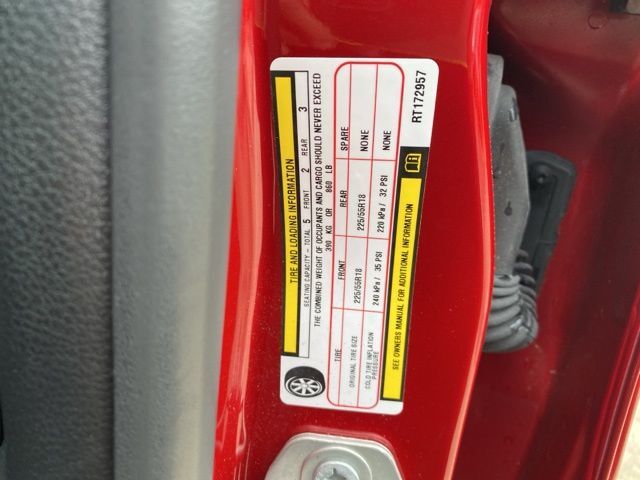 TIRE AND LOADING INFORMATION
SEATING CAPACITY - TOTAL 5 FRONT 2 REAR 3
THE COMBINED WEIGHT OF OCCUPANTS AND CARGO SHOULD NEVER EXCEED
390 KG OR 860 LB
TIRE FRONT REAR SPARE
ORIGINAL TIRE SIZE 225/55R18 225/55R18 NONE
COLD TIRE INFLATION PRESSURE 240 kPa / 35 PSI 220 kPa / 32 PSI NONE
SEE OWNERS MANUAL FOR ADDITIONAL INFORMATION
RT172957